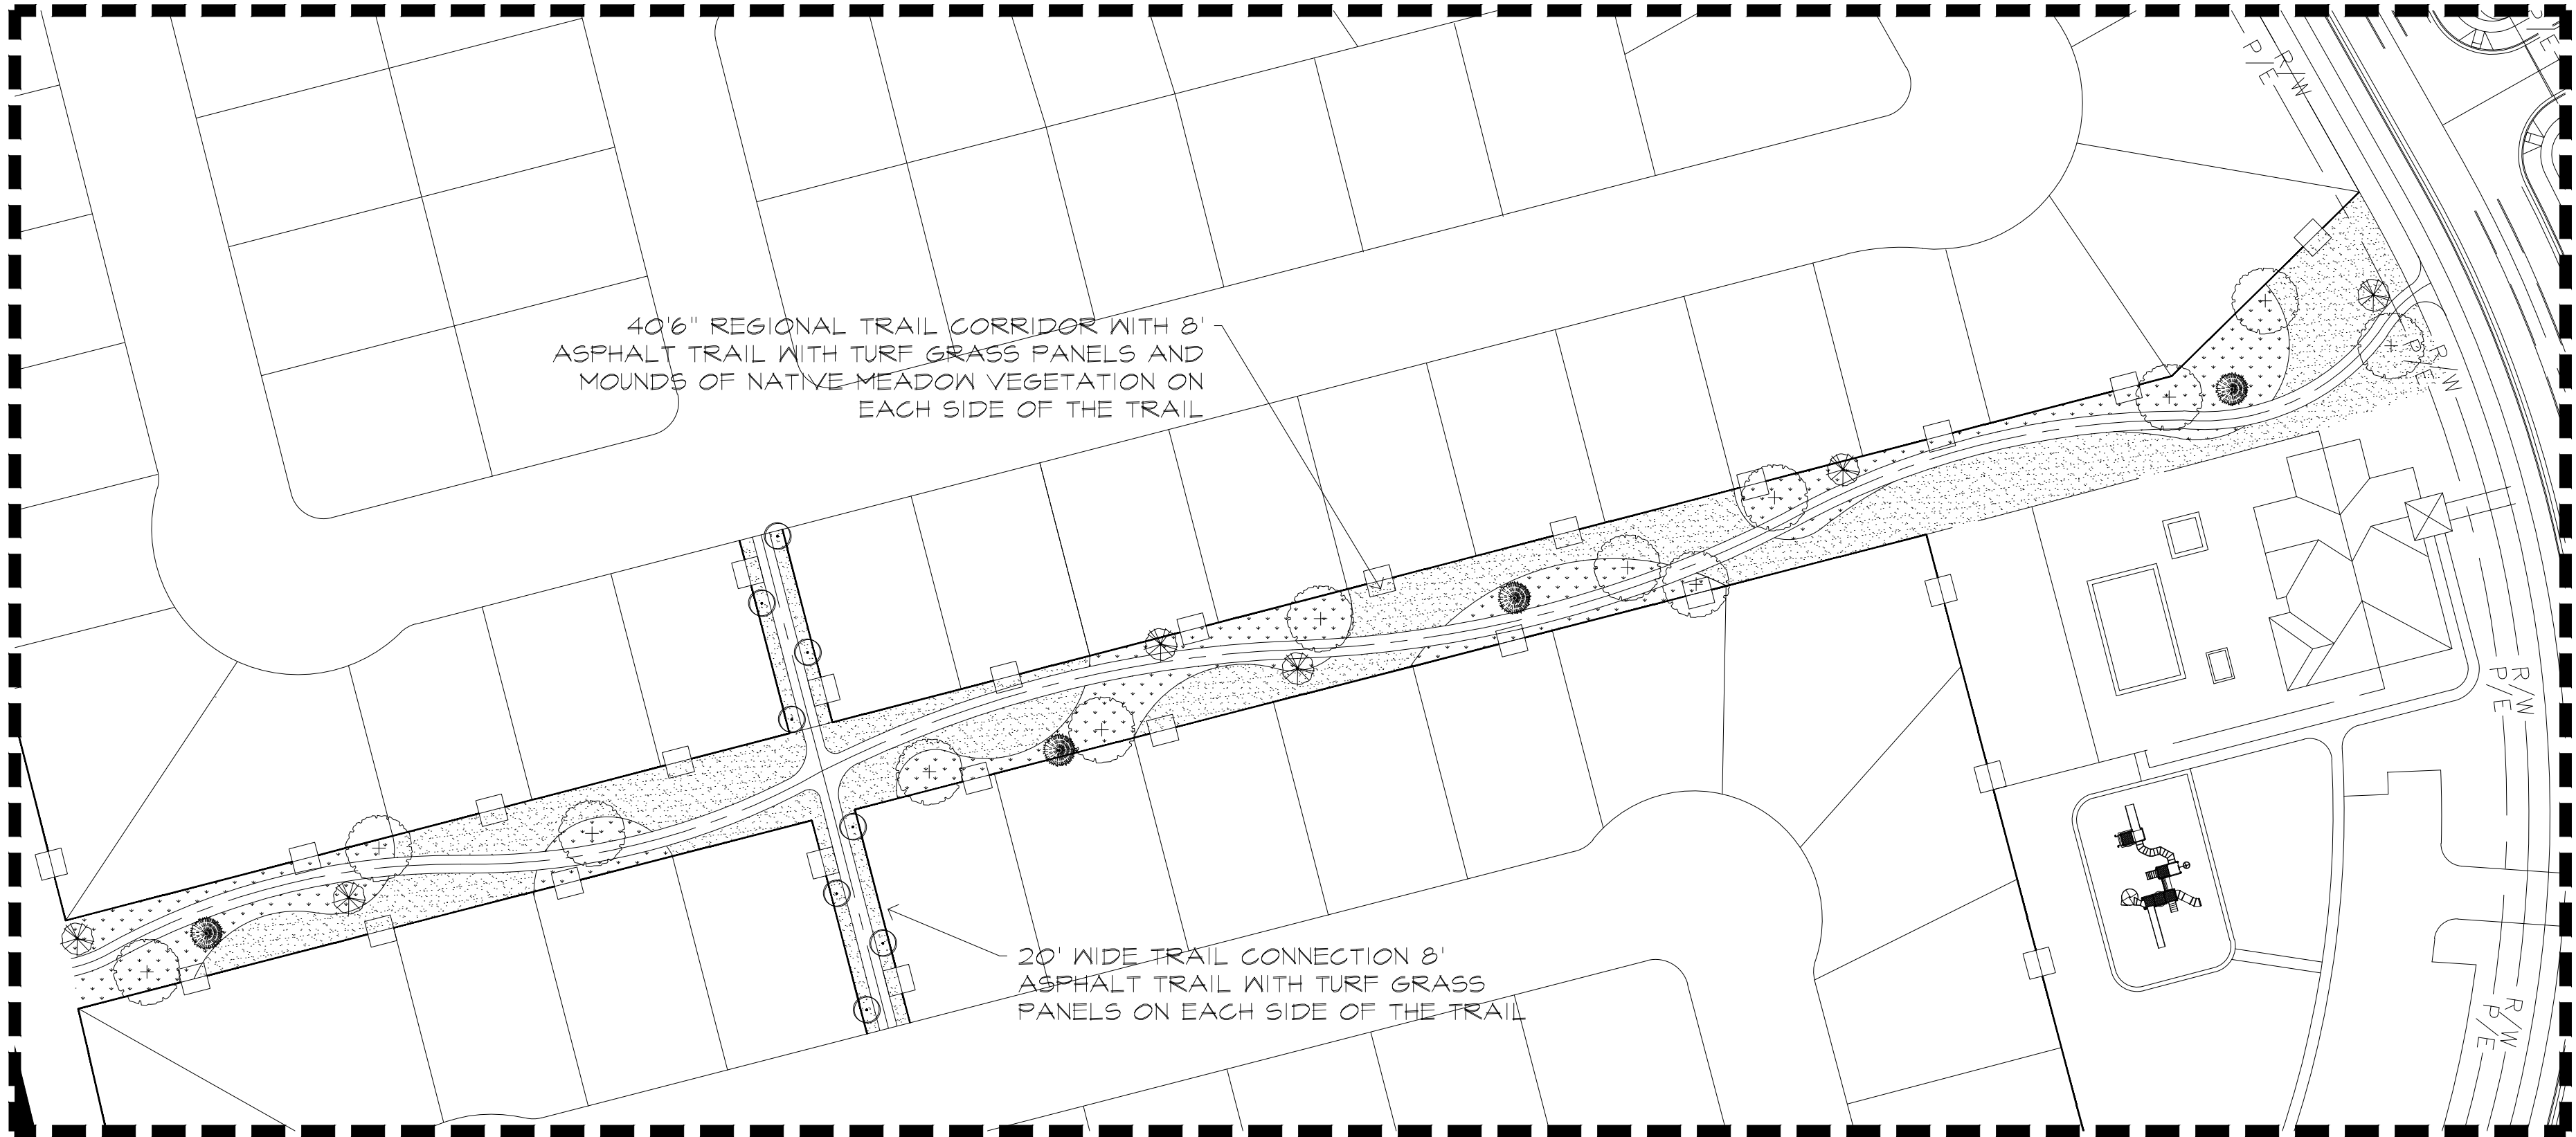 P/E
R/W
40'6" REGIONAL TRAIL CORRIDOR WITH 8'
ASPHALT TRAIL WITH TURF GRASS PANELS AND
MOUNDS OF NATIVE MEADOW VEGETATION ON
EACH SIDE OF THE TRAIL
P/E
R/W
R/W
P/E
20' WIDE TRAIL CONNECTION 8'
ASPHALT TRAIL WITH TURF GRASS
PANELS ON EACH SIDE OF THE TRAIL
R/W
P/E